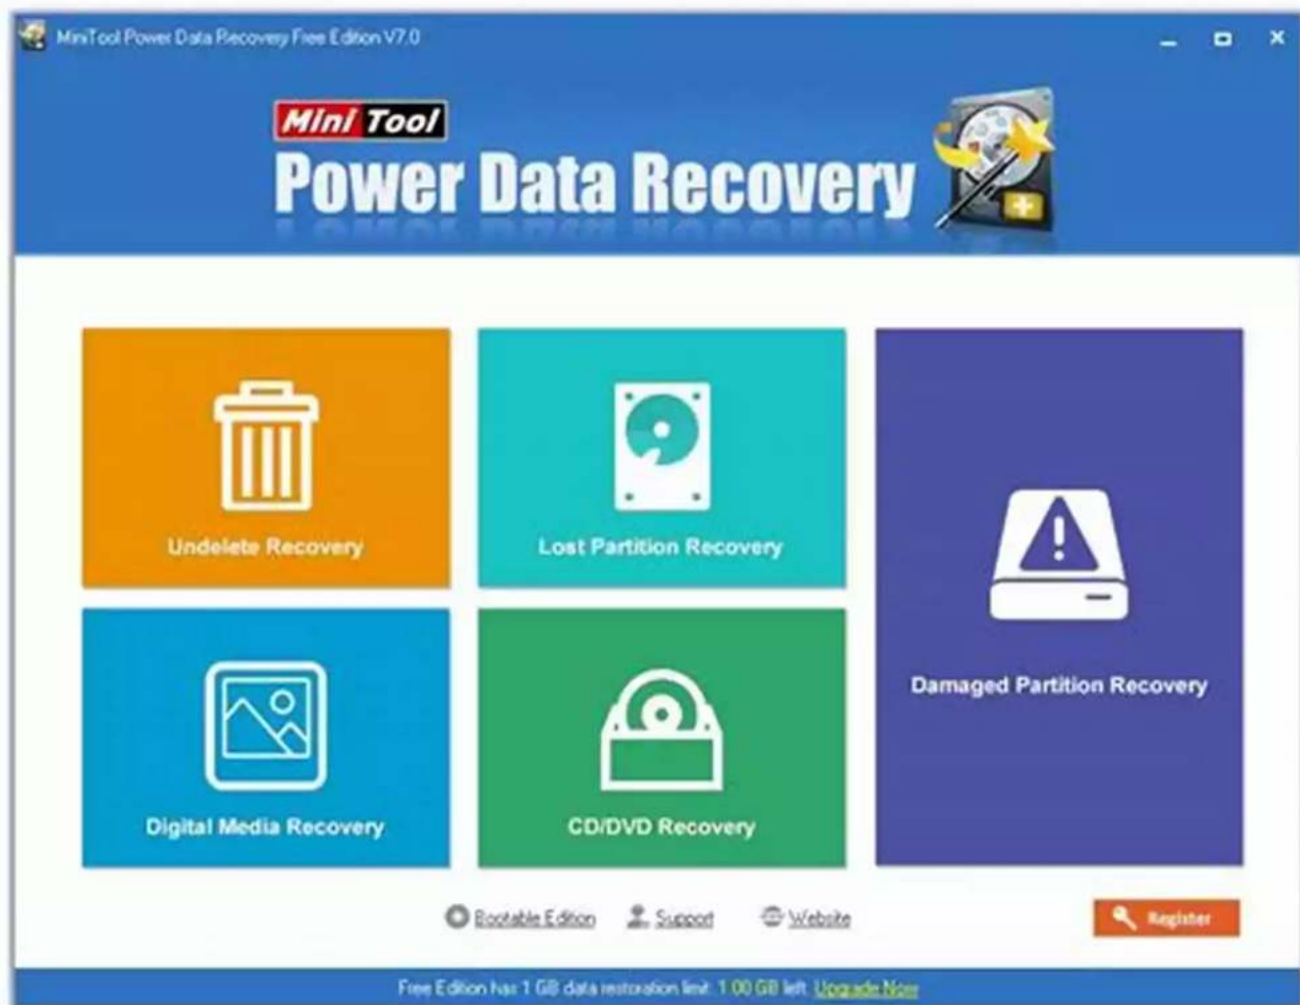 MiniTool Power Data Recovery Free Edition V7.0
Mini Tool
Power Data Recovery
Undelete Recovery
Lost Partition Recovery
Damaged Partition Recovery
Digital Media Recovery
CD/DVD Recovery
Bootable Edition Support Website
Register
Free Edition has 1 GB data restoration limit: 1.00 GB left. Upgrade Now